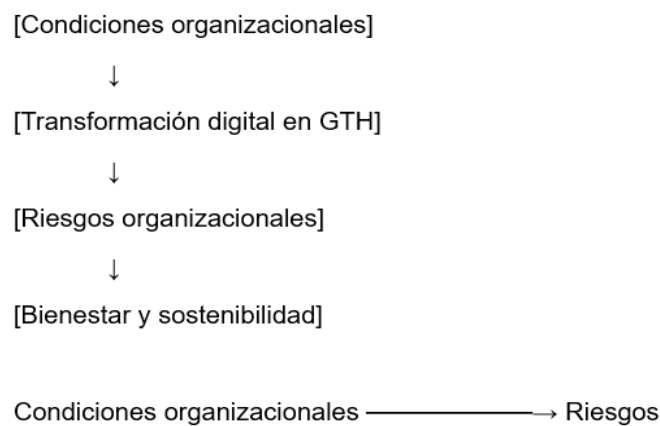 [Condiciones organizacionales]
↓
[Transformación digital en GTH]
↓
[Riesgos organizacionales]
↓
[Bienestar y sostenibilidad]
Condiciones organizacionales ————→ Riesgos